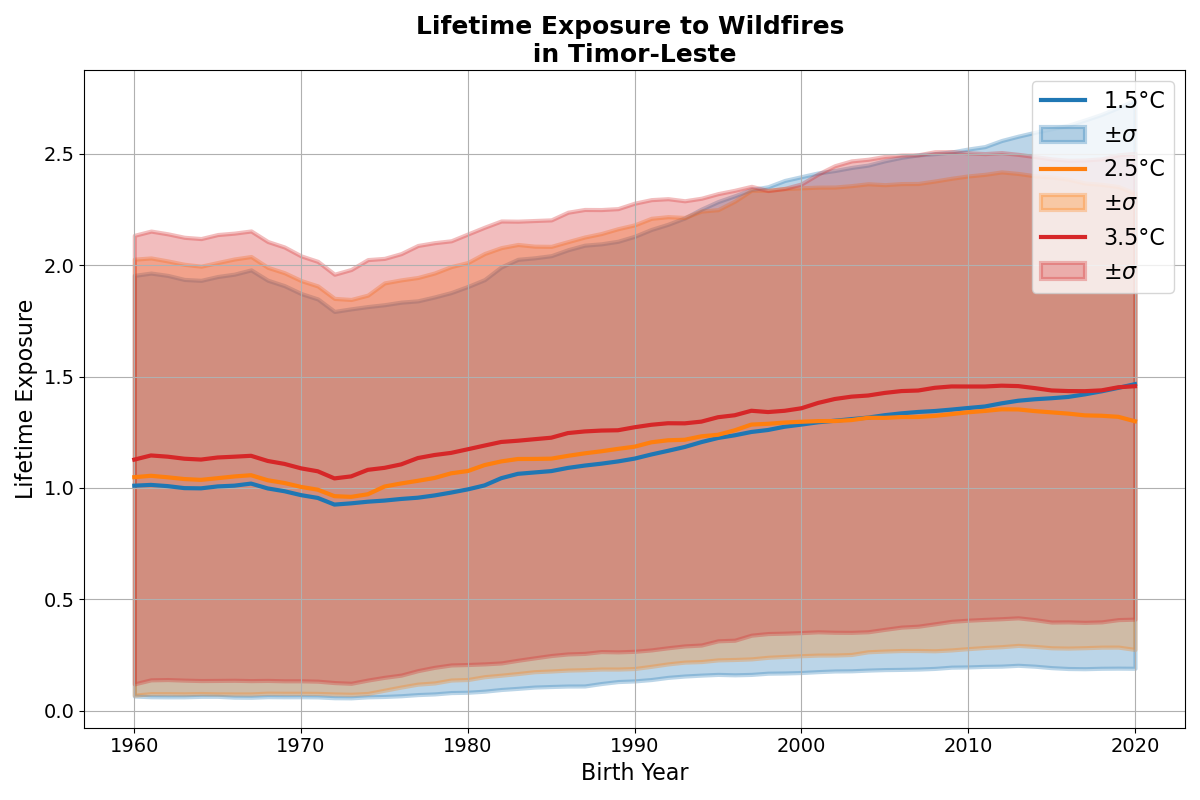 Lifetime Exposure to Wildfires
in Timor-Leste
Lifetime Exposure
2.5
2.0
1.5
1.0
0.5
0.0
1960 1970 1980 1990 2000 2010 2020
Birth Year
1.5°C
±σ
2.5°C
±σ
3.5°C
±σ